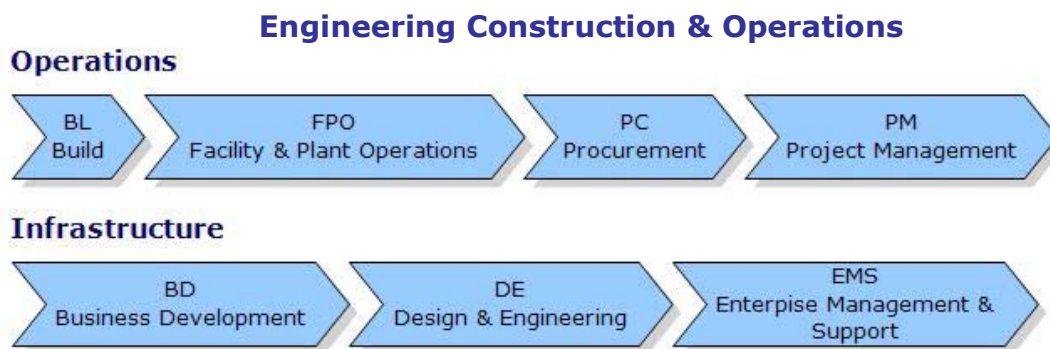 Engineering Construction & Operations
Operations
BL
Build
FPO
Facility & Plant Operations
PC
Procurement
PM
Project Management
Infrastructure
BD
Business Development
DE
Design & Engineering
EMS
Enterpise Management &
Support